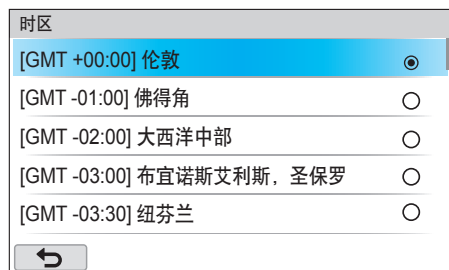 时区
[GMT +00:00] 伦敦
[GMT -01:00] 佛得角
[GMT -02:00] 大西洋中部
[GMT -03:00] 布宜诺斯艾利斯，圣保罗
[GMT -03:30] 纽芬兰